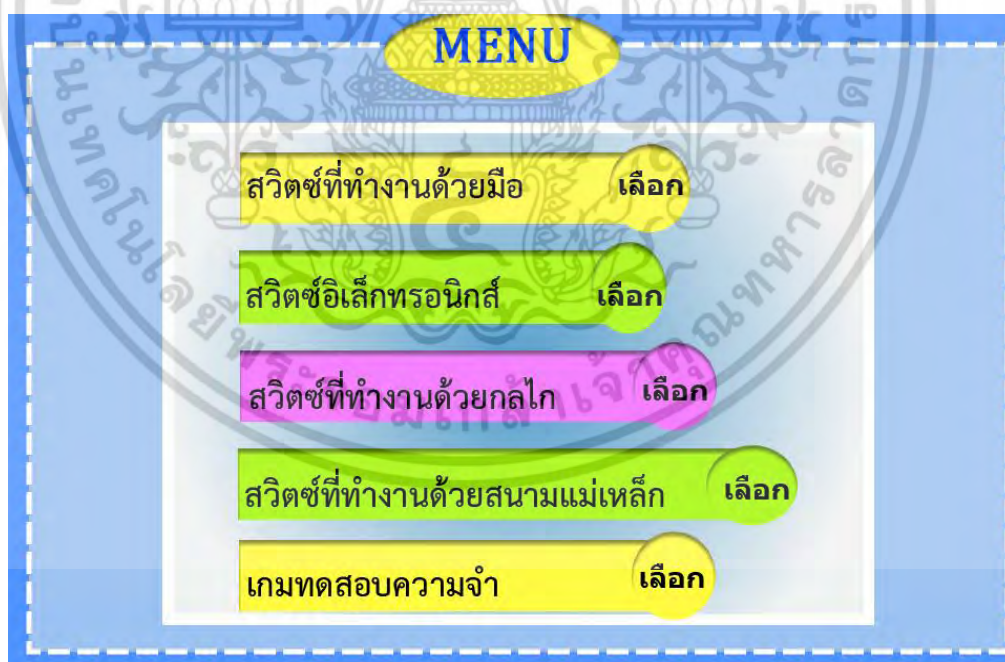 MENU
สวิตซ์ที่ทำงานด้วยมือ เลือก
สวิตซ์อิเล็กทรอนิกส์ เลือก
สวิตซ์ที่ทำงานด้วยกลไก เลือก
สวิตซ์ที่ทำงานด้วยสนามแม่เหล็ก เลือก
เกมทดสอบความจำ เลือก